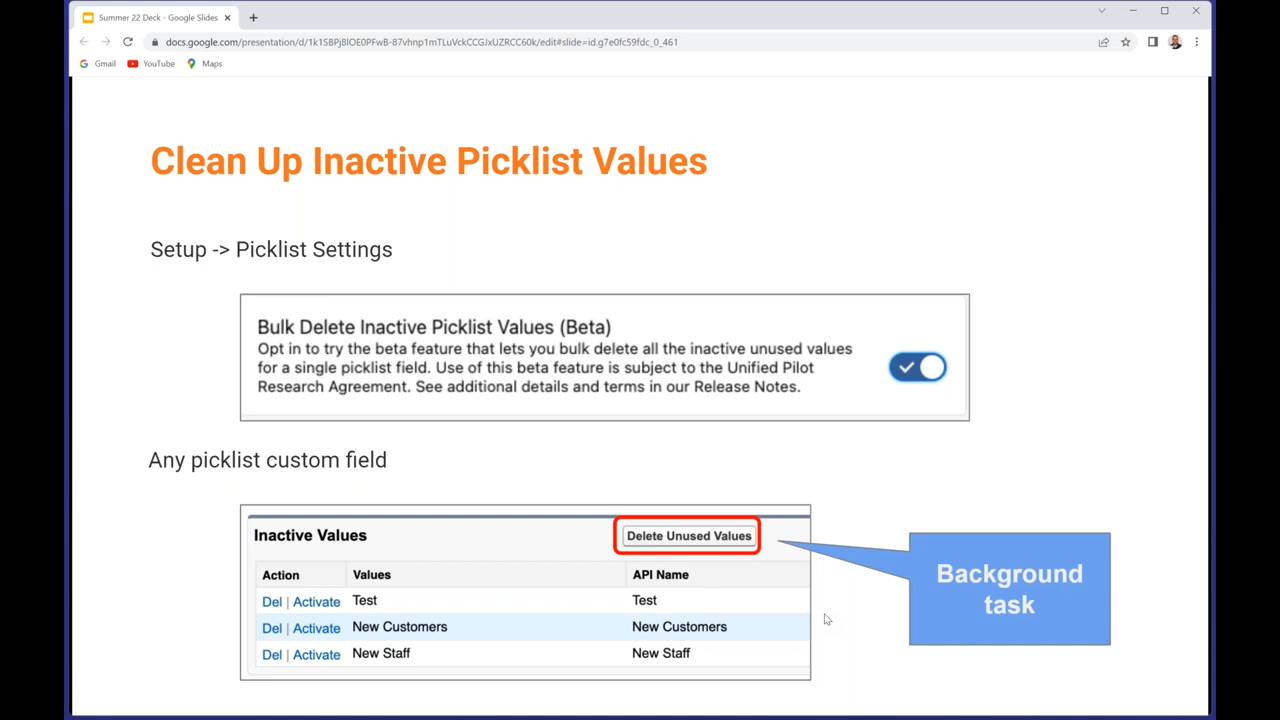 Summer 22 Deck - Google Slides
docs.google.com/presentation/d/1k1SBPj8lOE0PFwB-87vhnp1mTLuVckCCGJxUZRCC60k/edit#slide=id.g7e0fc59fdc_0_461
Gmail YouTube Maps
Clean Up Inactive Picklist Values
Setup -> Picklist Settings
Bulk Delete Inactive Picklist Values (Beta)
Opt in to try the beta feature that lets you bulk delete all the inactive unused values
for a single picklist field. Use of this beta feature is subject to the Unified Pilot
Research Agreement. See additional details and terms in our Release Notes.
Any picklist custom field
Inactive Values Delete Unused Values
Action Values API Name
Del | Activate Test Test
Del | Activate New Customers New Customers
Del | Activate New Staff New Staff
Background
task